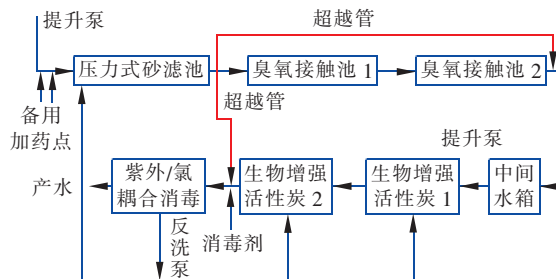 提升泵
超越管
压力式砂滤池
臭氧接触池 1
臭氧接触池 2
备用
加药点
超越管
提升泵
产水
紫外/氯
耦合消毒
生物增强
活性炭 2
生物增强
活性炭 1
中间
水箱
反
洗
泵
消毒剂